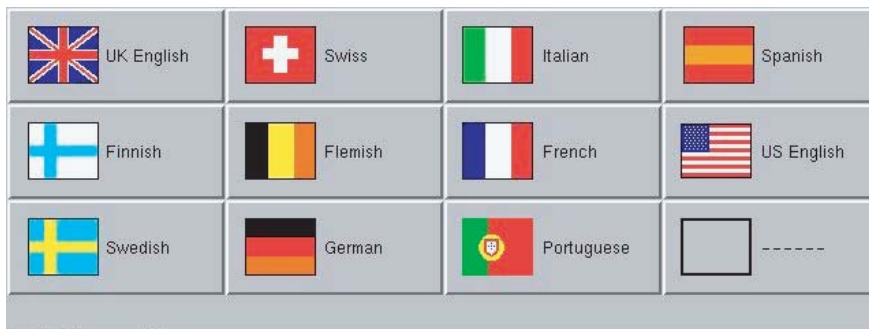 UK English
Swiss
Italian
Spanish
Finnish
Flemish
French
US English
Swedish
German
Portuguese
------